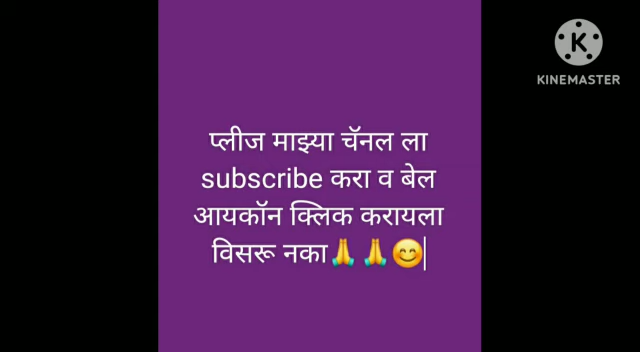 KINEMASTER
प्लीज माझ्या चॅनल ला
subscribe करा व बेल
आयकॉन क्लिक करायला
विसरू नका🙏🙏😊